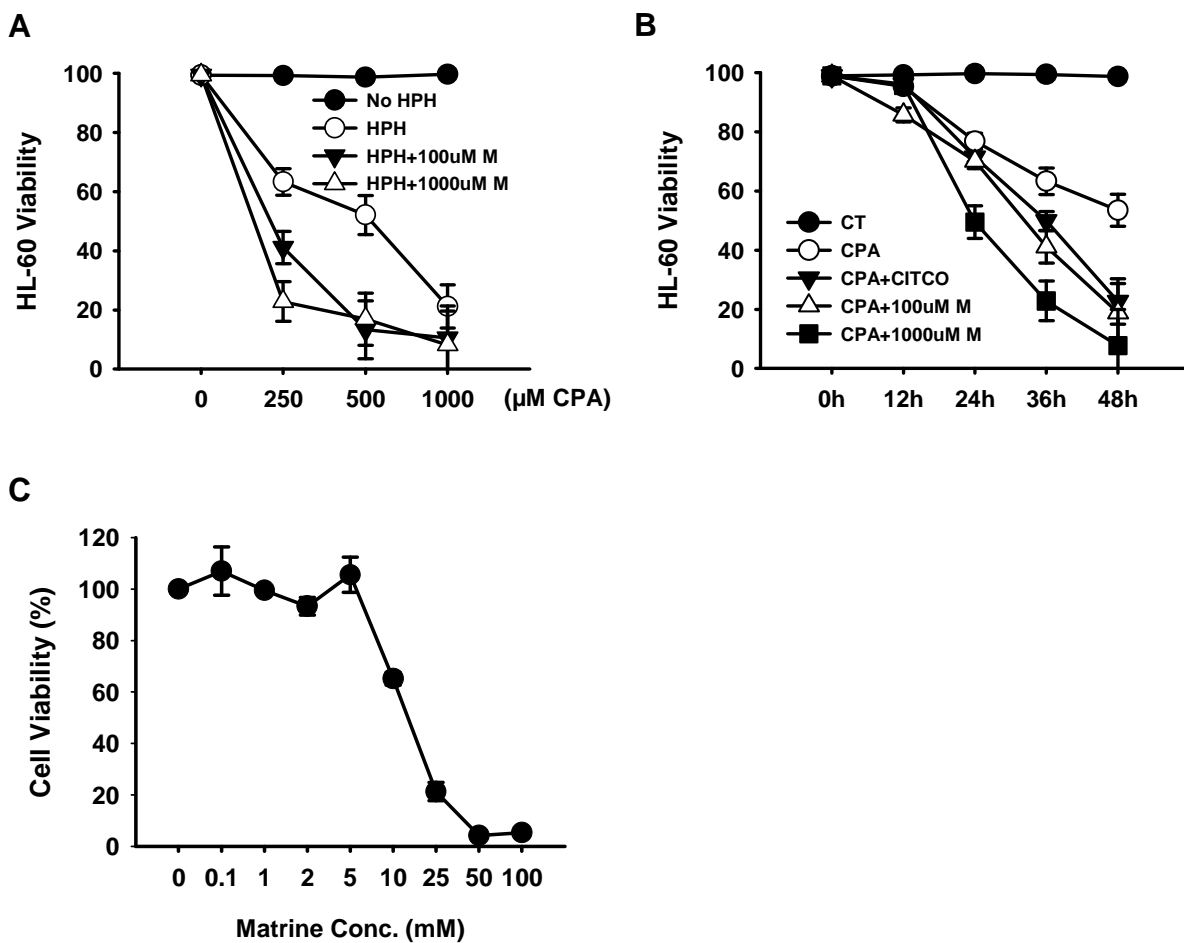 A
HL-60 Viability
100
80
60
40
20
0
No HPH
HPH
HPH+100uM M
HPH+1000uM M
0 250 500 1000 (µM CPA)
B
HL-60 Viability
100
80
60
40
20
0
CT
CPA
CPA+CITCO
CPA+100uM M
CPA+1000uM M
0h 12h 24h 36h 48h
C
Cell Viability (%)
120
100
80
60
40
20
0
0 0.1 1 2 5 10 25 50 100
Matrine Conc. (mM)